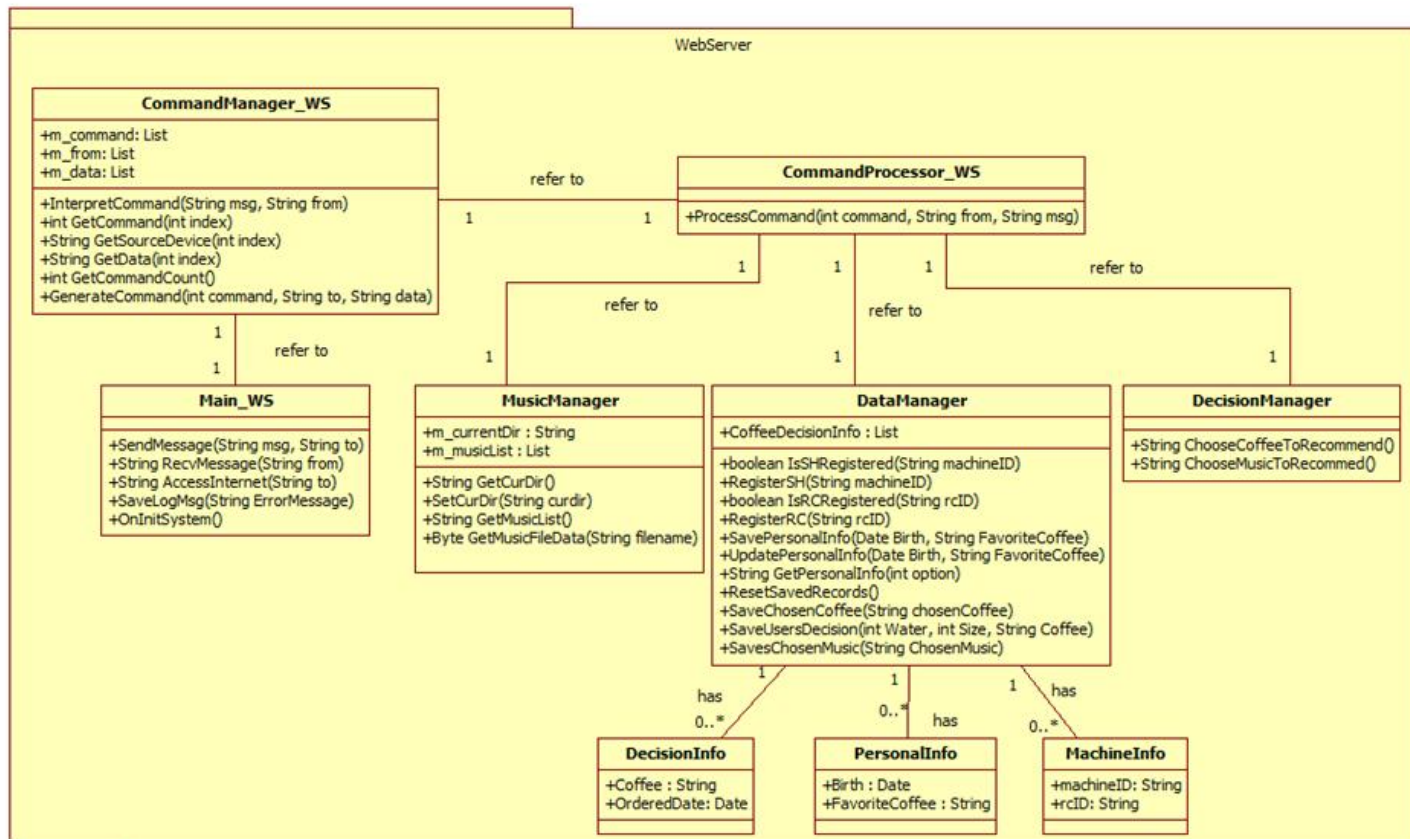 WebServer
CommandManager_WS
+m_command: List
+m_from: List
+m_data: List
+InterpretCommand(String msg, String from)
+int GetCommand(int index)
+String GetSourceDevice(int index)
+String GetData(int index)
+int GetCommandCount()
+GenerateCommand(int command, String to, String data)
refer to
1
1
CommandProcessor_WS
+ProcessCommand(int command, String from, String msg)
1
refer to
1
1
refer to
1
1
refer to
1
1
refer to
1
Main_WS
+SendMessage(String msg, String to)
+String RecvMessage(String from)
+String AccessInternet(String to)
+SaveLogMsg(String ErrorMessage)
+OnInitSystem()
MusicManager
+m_currentDir : String
+m_musicList : List
+String GetCurDir()
+SetCurDir(String curdir)
+String GetMusicList()
+Byte GetMusicFileData(String filename)
DataManager
+CoffeeDecisionInfo : List
+boolean IsSHRegistered(String machineID)
+RegisterSH(String machineID)
+boolean IsRCRegistered(String rcID)
+RegisterRC(String rcID)
+SavePersonalInfo(Date Birth, String FavoriteCoffee)
+UpdatePersonalInfo(Date Birth, String FavoriteCoffee)
+String GetPersonalInfo(int option)
+ResetSavedRecords()
+SaveChosenCoffee(String chosenCoffee)
+SaveUsersDecision(int Water, int Size, String Coffee)
+SavesChosenMusic(String ChosenMusic)
DecisionManager
+String ChooseCoffeeToRecommend()
+String ChooseMusicToRecommed()
1
has
0..*
1
has
0..*
1
has
0..*
DecisionInfo
+Coffee : String
+OrderedDate: Date
PersonalInfo
+Birth : Date
+FavoriteCoffee : String
MachineInfo
+machineID: String
+rcID: String